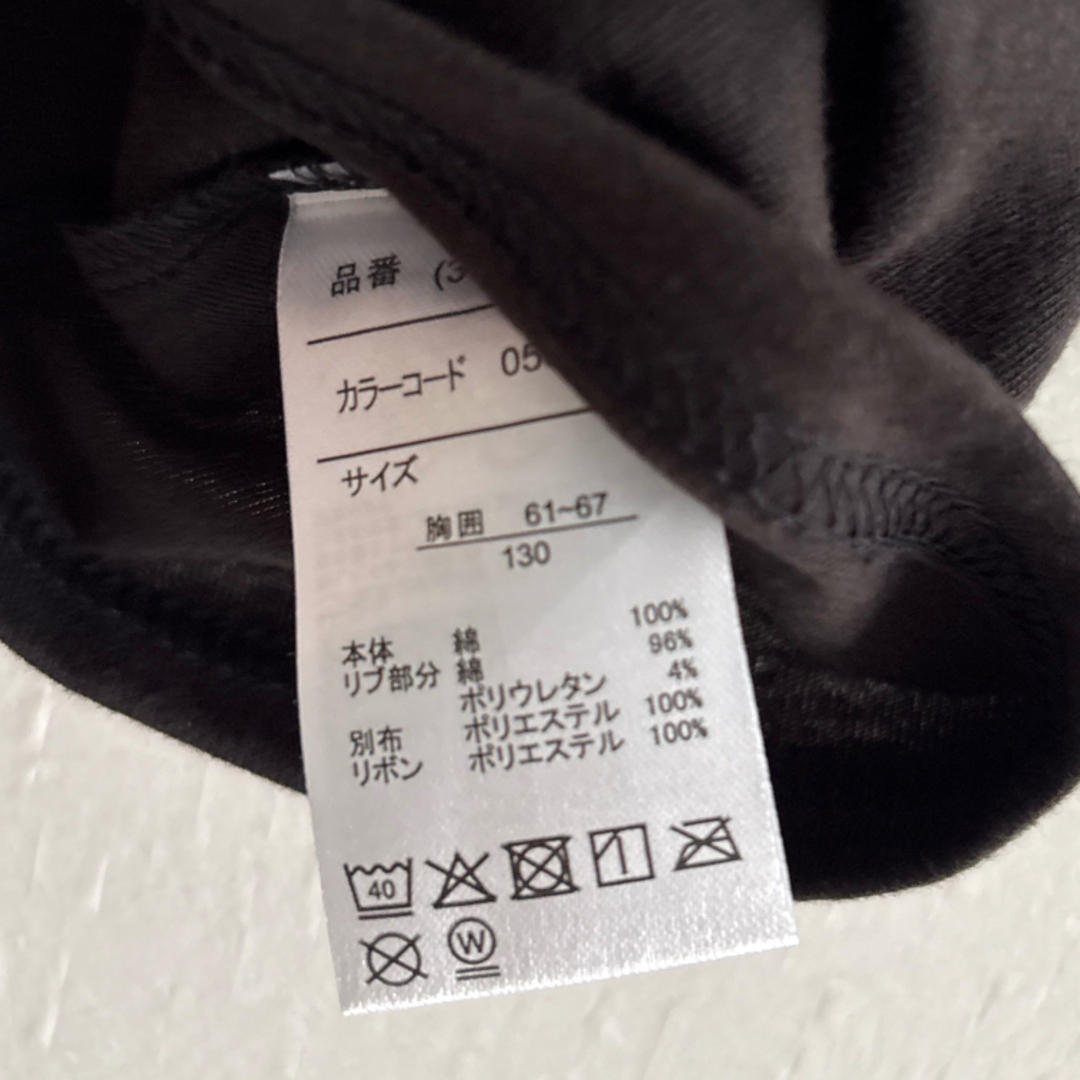 品番 (3
カラーコード 05
サイズ
胸囲 61~67
130
本体 綿 100%
リブ部分 綿 96%
ポリウレタン 4%
別布 ポリエステル 100%
リボン ポリエステル 100%
40
W